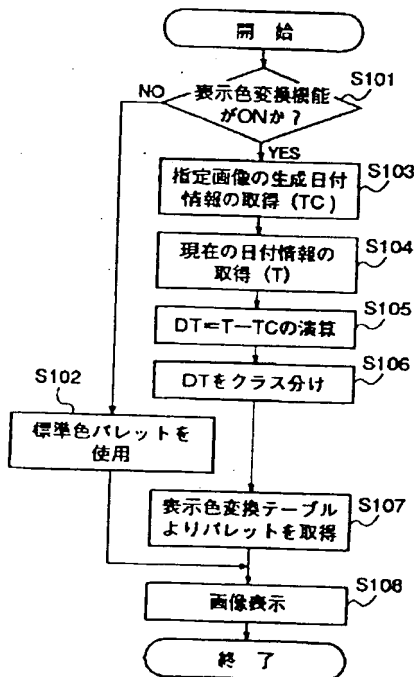 開 始
S101
表示色変換機能
がONか?
NO
YES
S103
指定画像の生成日付
情報の取得(TC)
S104
現在の日付情報の
取得(T)
S105
DT=T-TCの演算
S106
DTをクラス分け
S102
標準色パレットを
使用
S107
表示色変換テーブル
よりパレットを取得
S108
画像表示
終 了